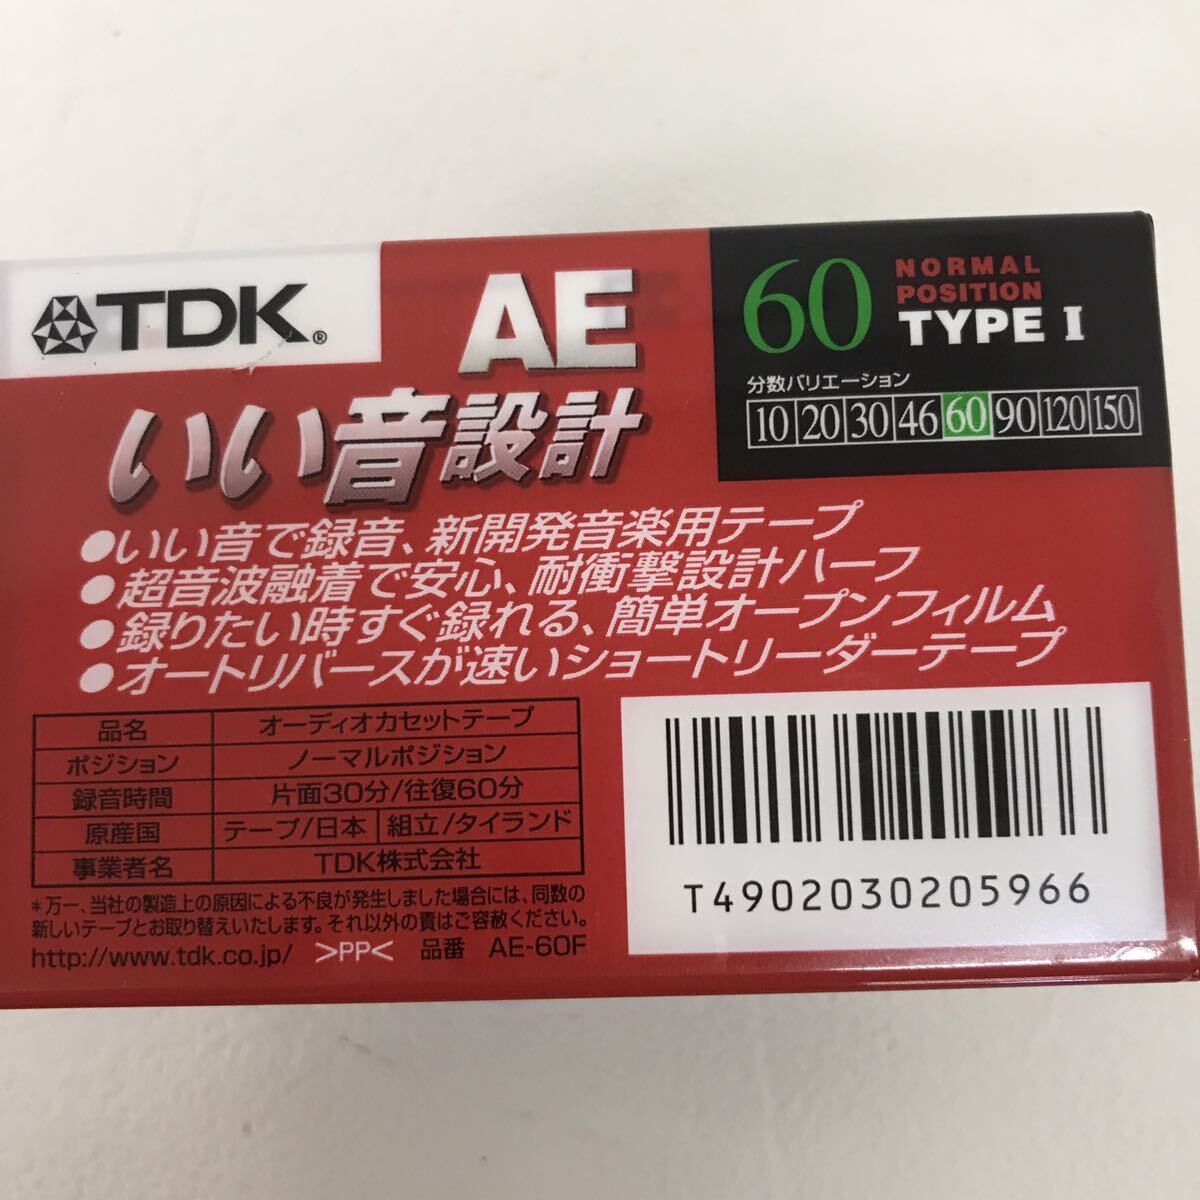 TDK®
AE
いい音設計
60
NORMAL
POSITION
TYPE I
分数バリエーション
10 20 30 46 60 90 120 150
●いい音で録音、新開発音楽用テープ
●超音波融着で安心、耐衝撃設計ハーフ
●録りたい時すぐ録れる、簡単オープンフィルム
●オートリバースが速いショートリーダーテープ
品名 オーディオカセットテープ
ポジション ノーマルポジション
録音時間 片面30分/往復60分
原産国 テープ/日本 組立/タイランド
事業者名 TDK株式会社
*万一、当社の製造上の原因による不良が発生しました場合には、同数の
新しいテープとお取り替えいたします。それ以外の責はご容赦ください。
http://www.tdk.co.jp/ >PP< 品番 AE-60F
T4902030205966